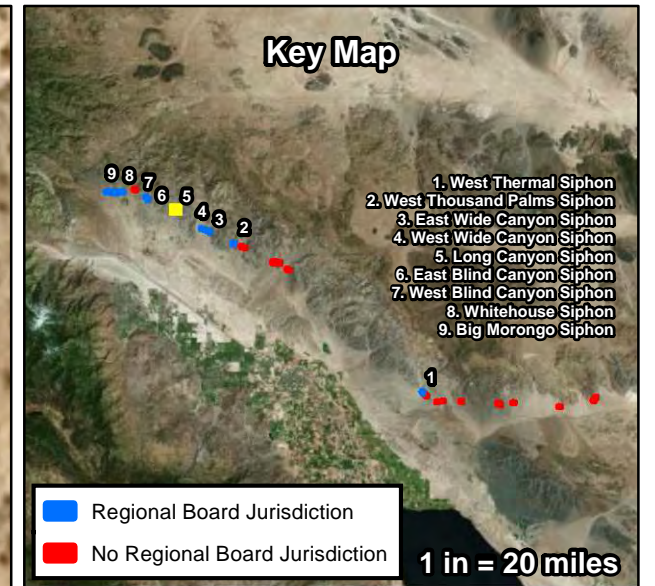 Key Map
9 8 7 6 5 4 3 2
1. West Thermal Siphon
2. West Thousand Palms Siphon
3. East Wide Canyon Siphon
4. West Wide Canyon Siphon
5. Long Canyon Siphon
6. East Blind Canyon Siphon
7. West Blind Canyon Siphon
8. Whitehouse Siphon
9. Big Morongo Siphon
1
Regional Board Jurisdiction
No Regional Board Jurisdiction
1 in = 20 miles